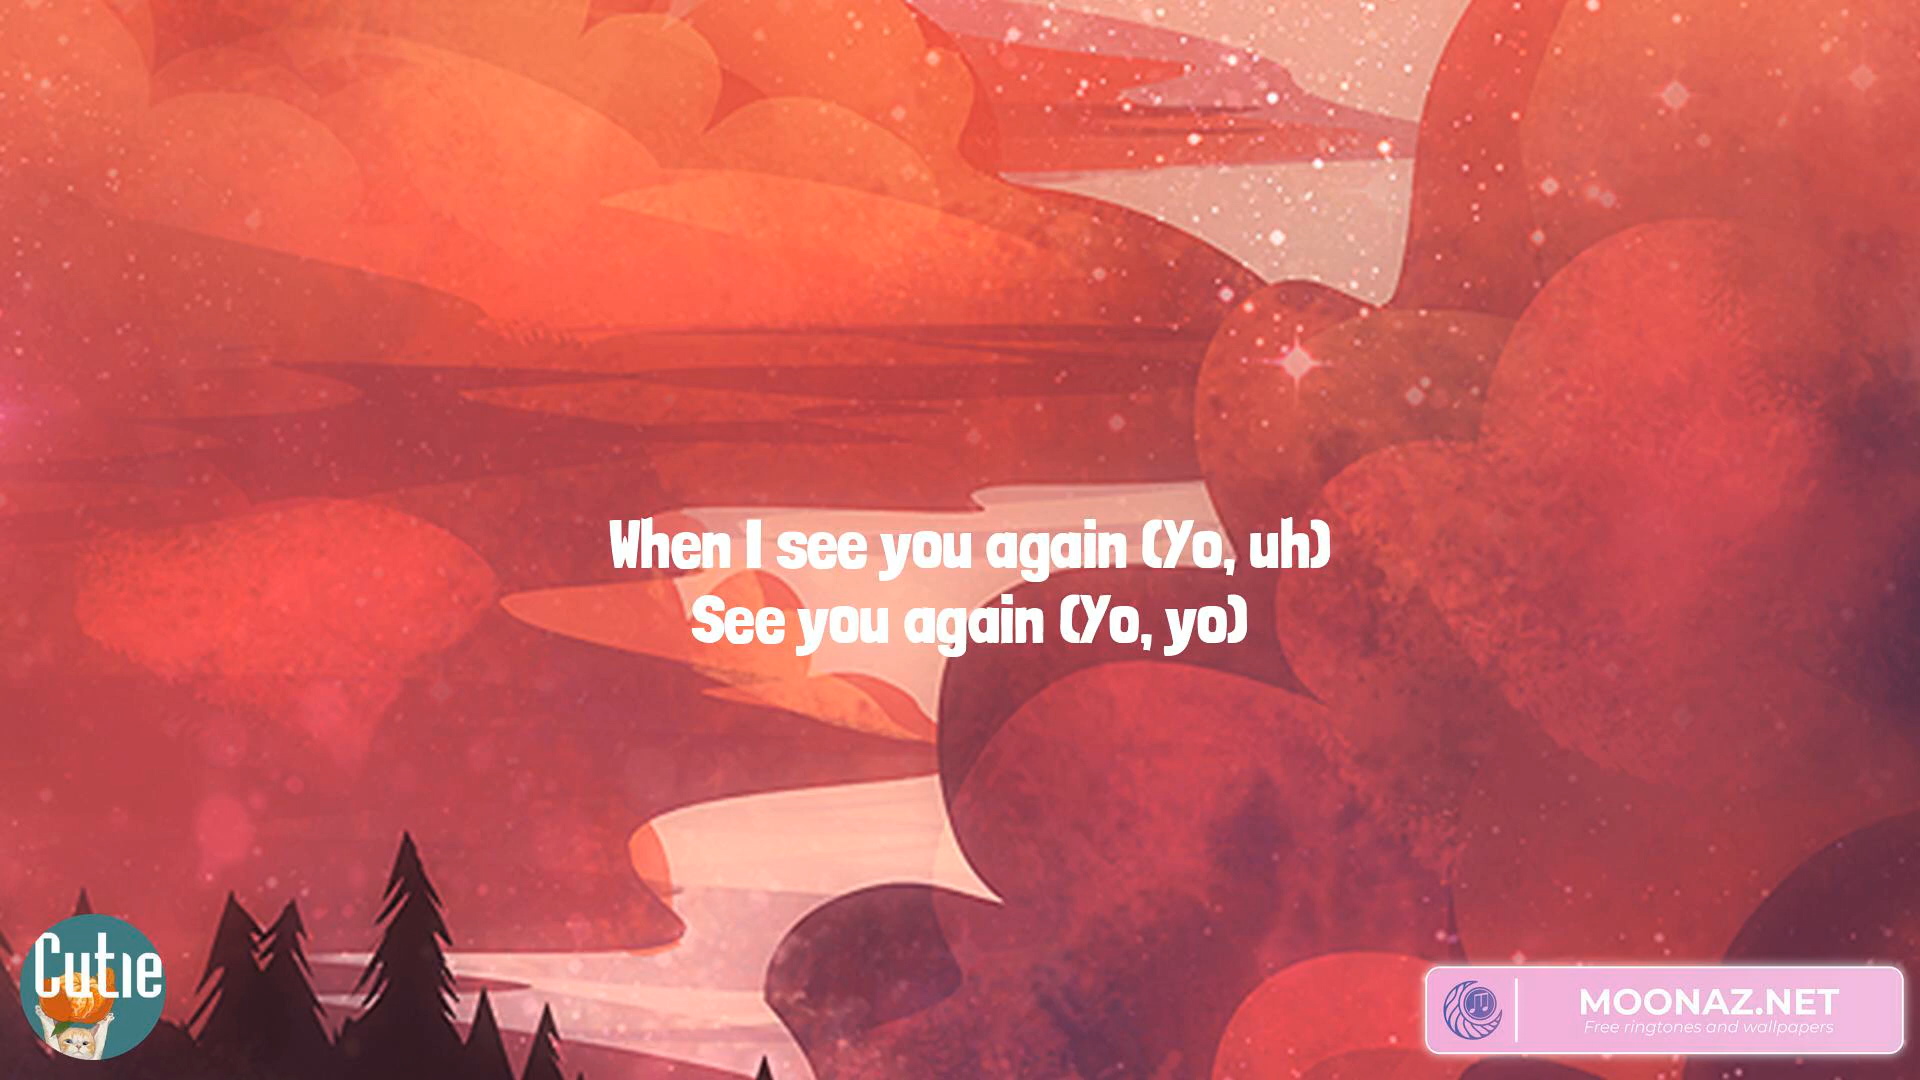 When I see you again (Yo, uh)
See you again (Yo, yo)
Cutie
MOONAZ.NET
Free ringtones and wallpapers